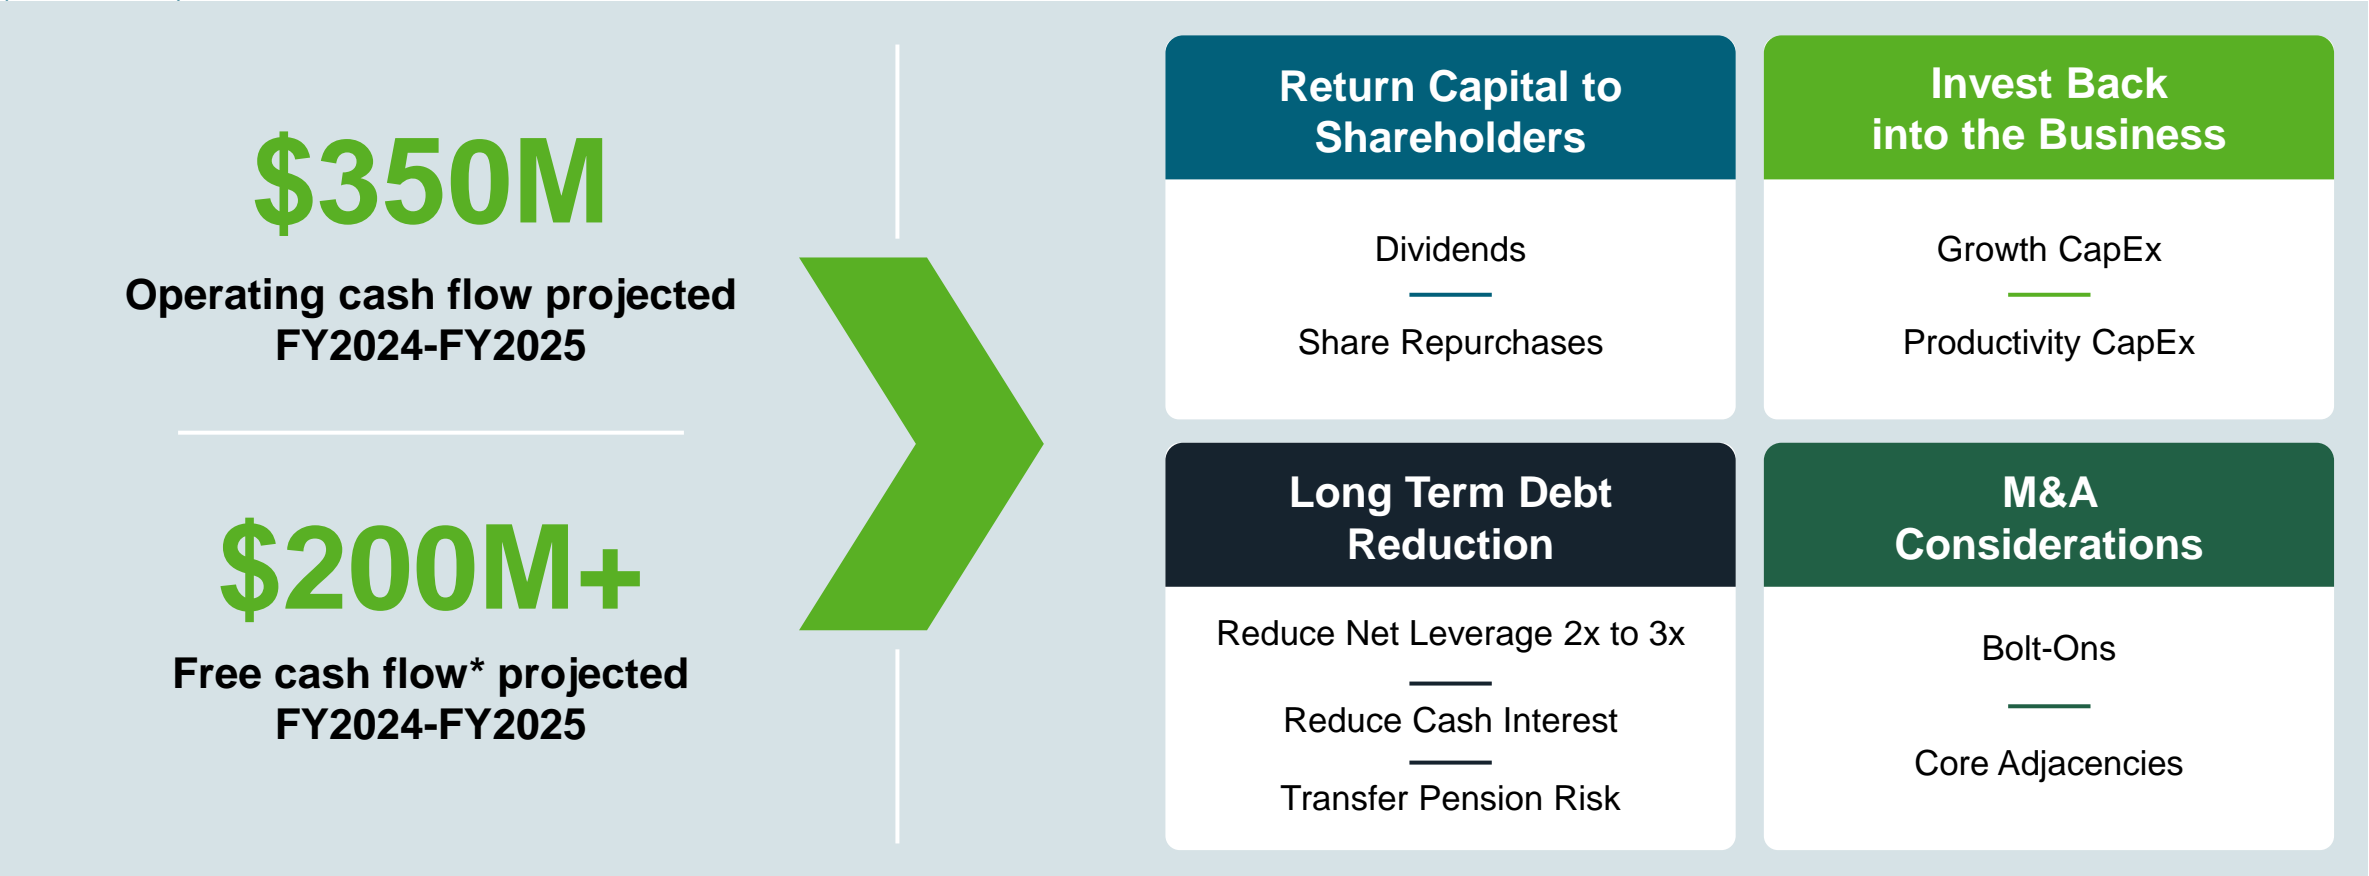 $350M
Operating cash flow projected
FY2024-FY2025
$200M+
Free cash flow* projected
FY2024-FY2025
Return Capital to
Shareholders
Dividends
Share Repurchases
Invest Back
into the Business
Growth CapEx
Productivity CapEx
Long Term Debt
Reduction
Reduce Net Leverage 2x to 3x
Reduce Cash Interest
Transfer Pension Risk
M&A
Considerations
Bolt-Ons
Core Adjacencies